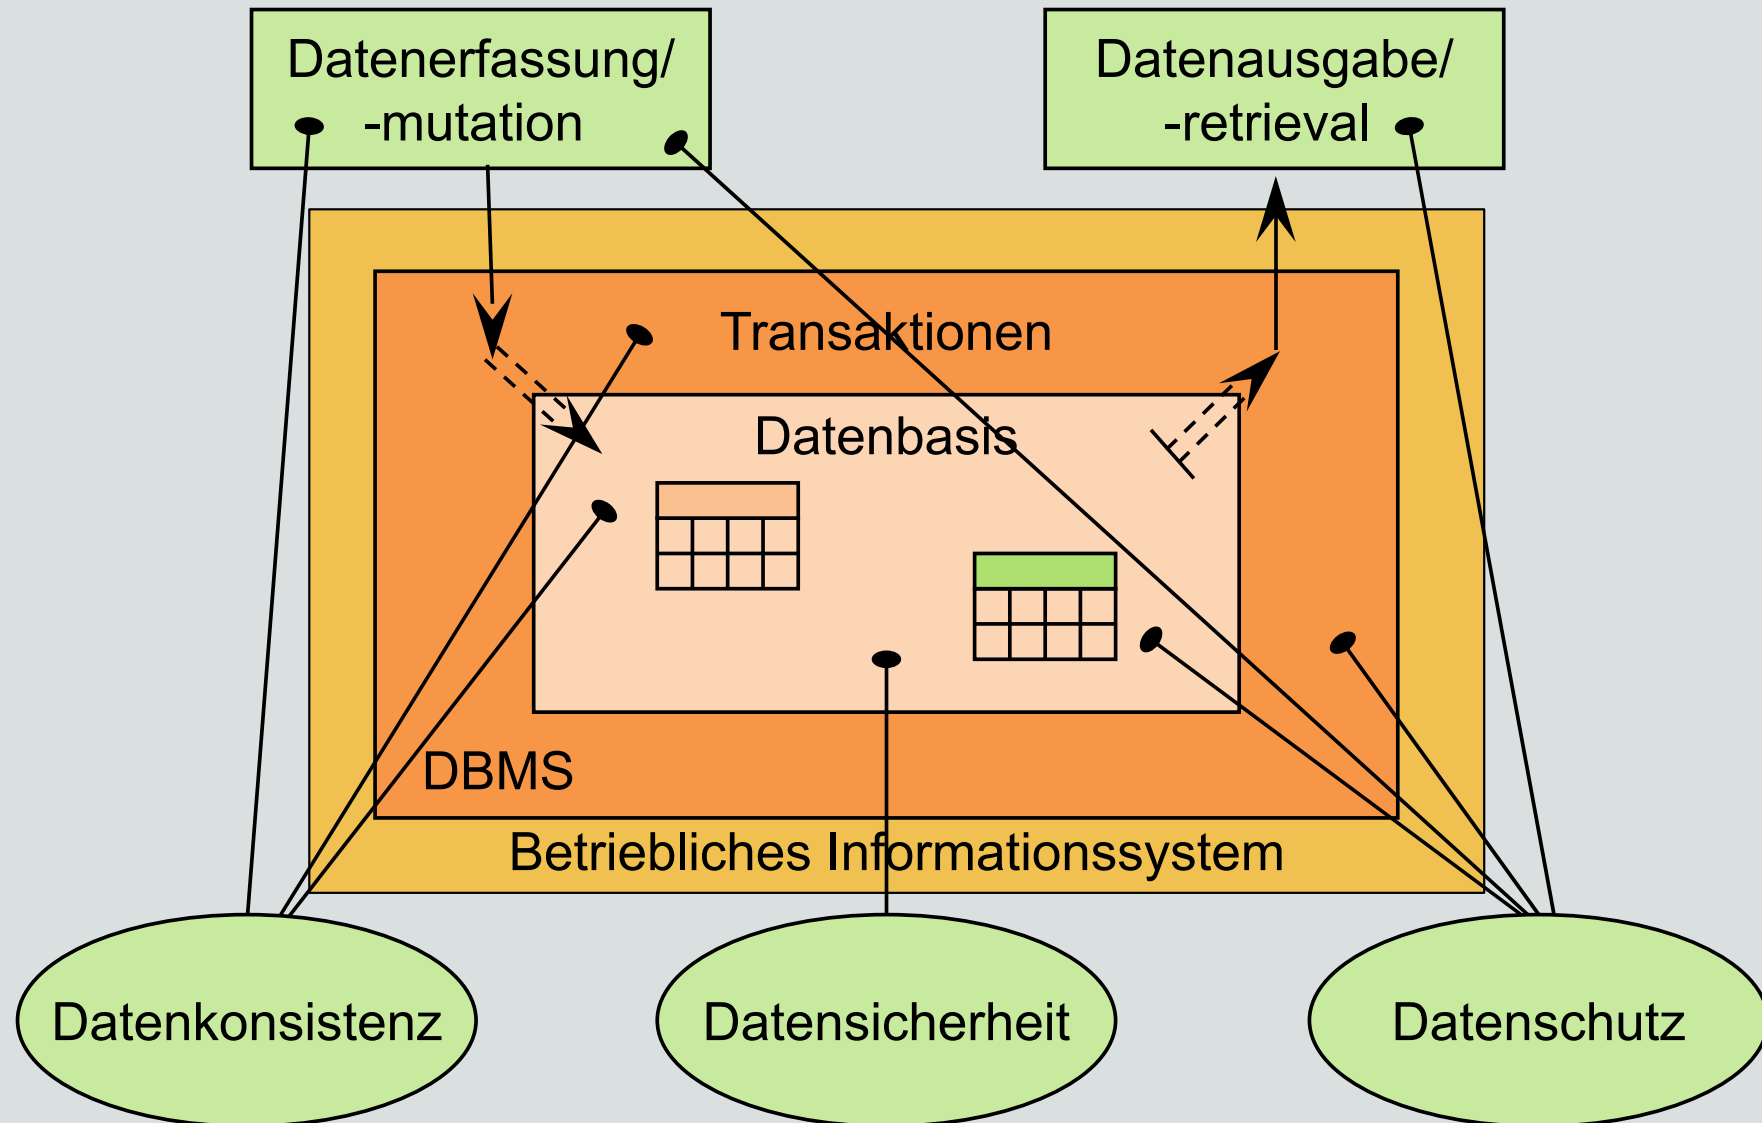 Datenerfassung/
-mutation
Datenausgabe/
-retrieval
Transaktionen
Datenbasis
DBMS
Betriebliches Informationssystem
Datenkonsistenz
Datensicherheit
Datenschutz